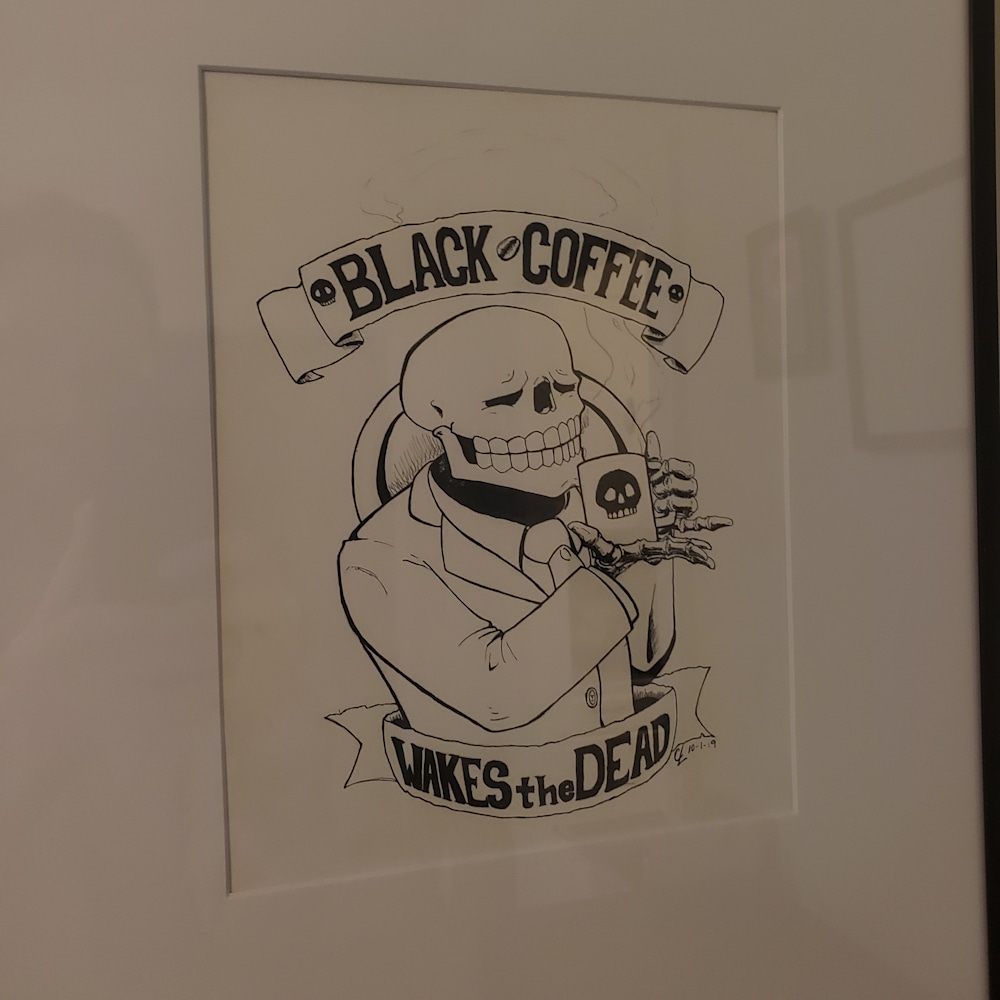 BLACK COFFEE
WAKES the DEAD
10-1-19